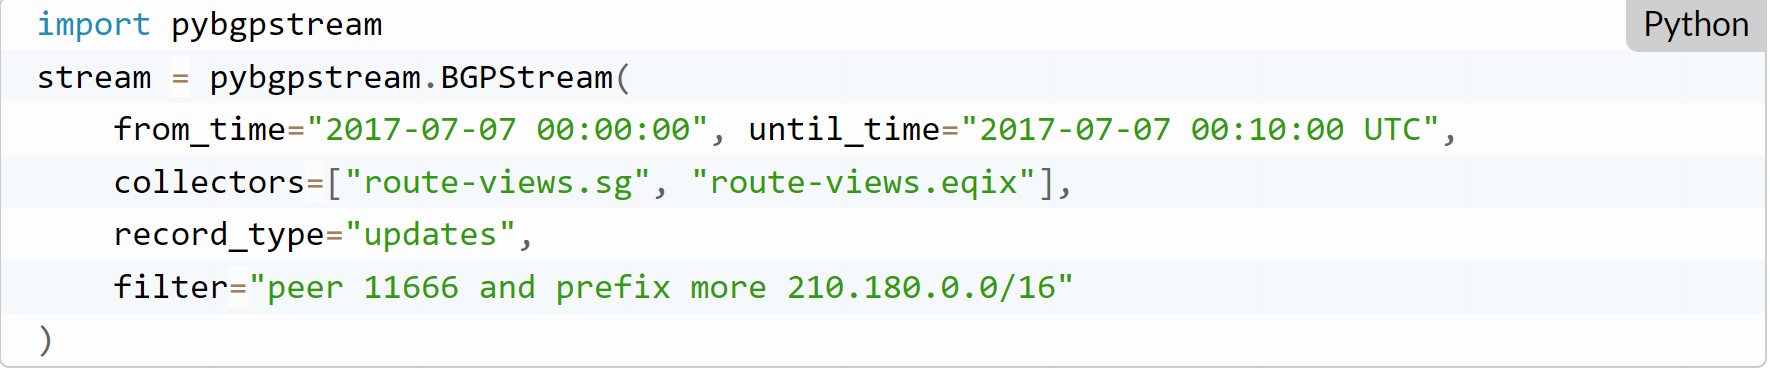 import pybgpstream
Python
stream = pybgpstream.BGPStream(
    from_time="2017-07-07 00:00:00", until_time="2017-07-07 00:10:00 UTC",
    collectors=["route-views.sg", "route-views.eqix"],
    record_type="updates",
    filter="peer 11666 and prefix more 210.180.0.0/16"
)